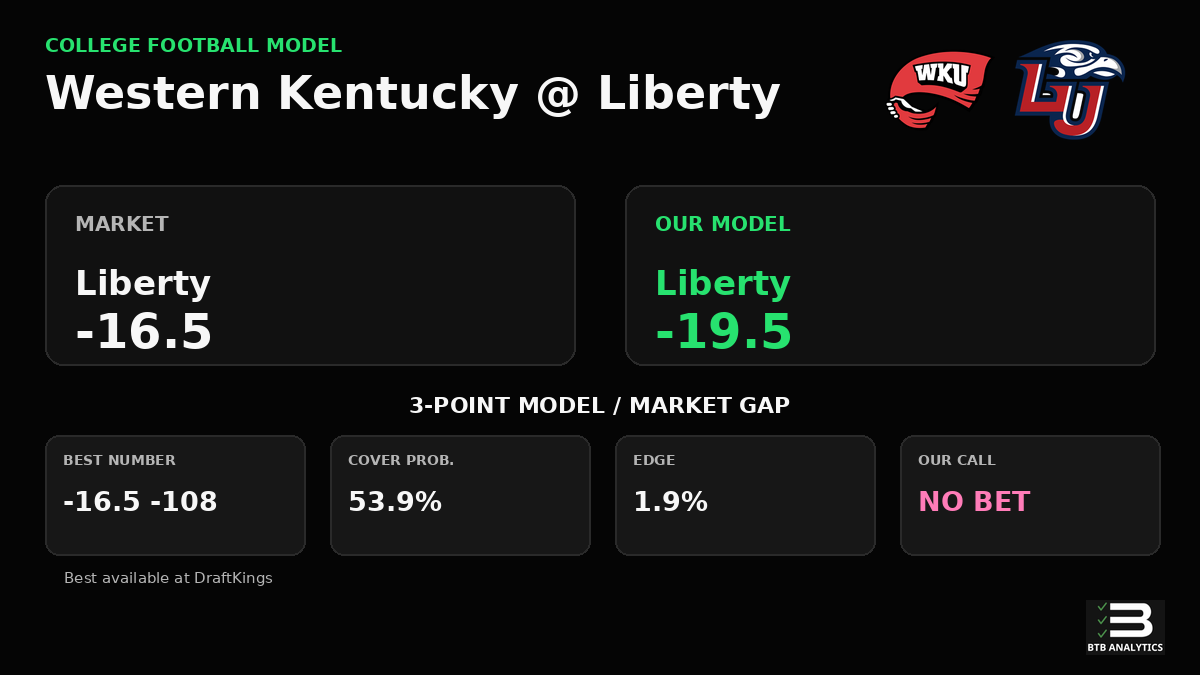 COLLEGE FOOTBALL MODEL
Western Kentucky @ Liberty
WKU
LU
MARKET
Liberty
-16.5
OUR MODEL
Liberty
-19.5
3-POINT MODEL / MARKET GAP
BEST NUMBER
-16.5 -108
COVER PROB.
53.9%
EDGE
1.9%
OUR CALL
NO BET
Best available at DraftKings
B
BTB ANALYTICS